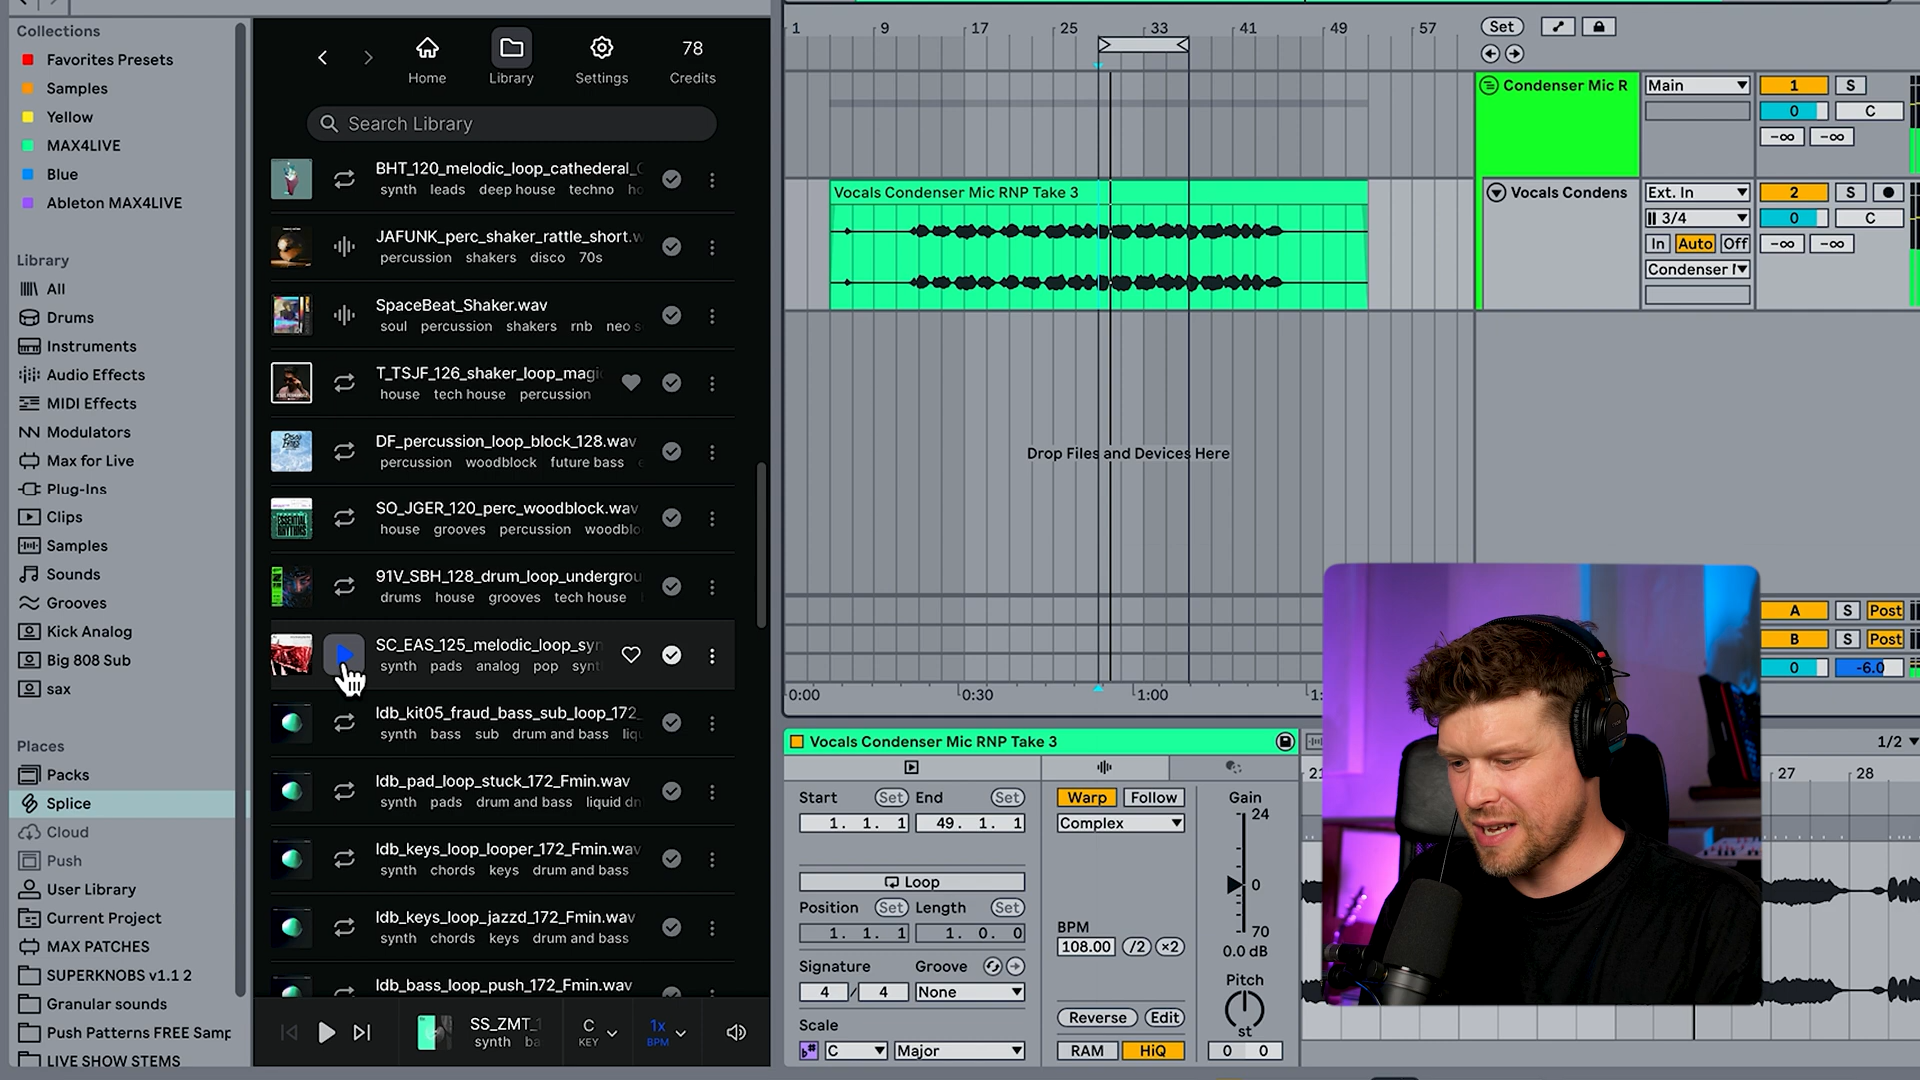 Collections
Favorites Presets
Samples
Yellow
MAX4LIVE
Blue
Ableton MAX4LIVE
Library
All
Drums
Instruments
Audio Effects
MIDI Effects
Modulators
Max for Live
Plug-Ins
Clips
Samples
Sounds
Grooves
Kick Analog
Big 808 Sub
sax
Places
Packs
Splice
Cloud
Push
User Library
Current Project
MAX PATCHES
SUPERKNOBS v1.1 2
Granular sounds
Push Patterns FREE Samp
LIVE SHOW STEMS
Home
Library
Settings
78
Credits
Search Library
BHT_120_melodic_loop_cathederal_
synth leads deep house techno ho
JAFUNK_perc_shaker_rattle_short.w
percussion shakers disco 70s
SpaceBeat_Shaker.wav
soul percussion shakers rnb neo s
T_TSJF_126_shaker_loop_magi
house tech house percussion
DF_percussion_loop_block_128.wav
percussion woodblock future bass
SO_JGER_120_perc_woodblock.wav
house grooves percussion woodblo
91V_SBH_128_drum_loop_undergrou
drums house grooves tech house
SC_EAS_125_melodic_loop_syn
synth pads analog pop synt
ldb_kit05_fraud_bass_sub_loop_172_
synth bass sub drum and bass liqu
ldb_pad_loop_stuck_172_Fmin.wav
synth pads drum and bass liquid dn
ldb_keys_loop_looper_172_Fmin.wav
synth chords keys drum and bass
ldb_keys_loop_jazzd_172_Fmin.wav
synth chords keys drum and bass
ldb_bass_loop_push_172_Fmin.wav
SS_ZMT_1
synth ba
C
KEY
1x
BPM
1 9 17 25 33 41 49 57
Set
Vocals Condenser Mic RNP Take 3
Drop Files and Devices Here
0:00 0:30 1:00 1:
Condenser Mic R
Main
1 S
0 C
-∞ -∞
Vocals Condens
Ext. In
2 S
3/4
0 C
In Auto Off
-∞ -∞
Condenser
A S Post
B S Post
0 -6.0
Vocals Condenser Mic RNP Take 3
1/2
Start Set End Set
1. 1. 1 49. 1. 1
Loop
Position Set Length Set
1. 1. 1 1. 0. 0
Signature Groove
4 / 4 None
Scale
C Major
Warp Follow
Complex
BPM
108.00 /2 ×2
Reverse Edit
RAM HiQ
Gain
24
0
70
0.0 dB
Pitch
st
0 0
21 27 28